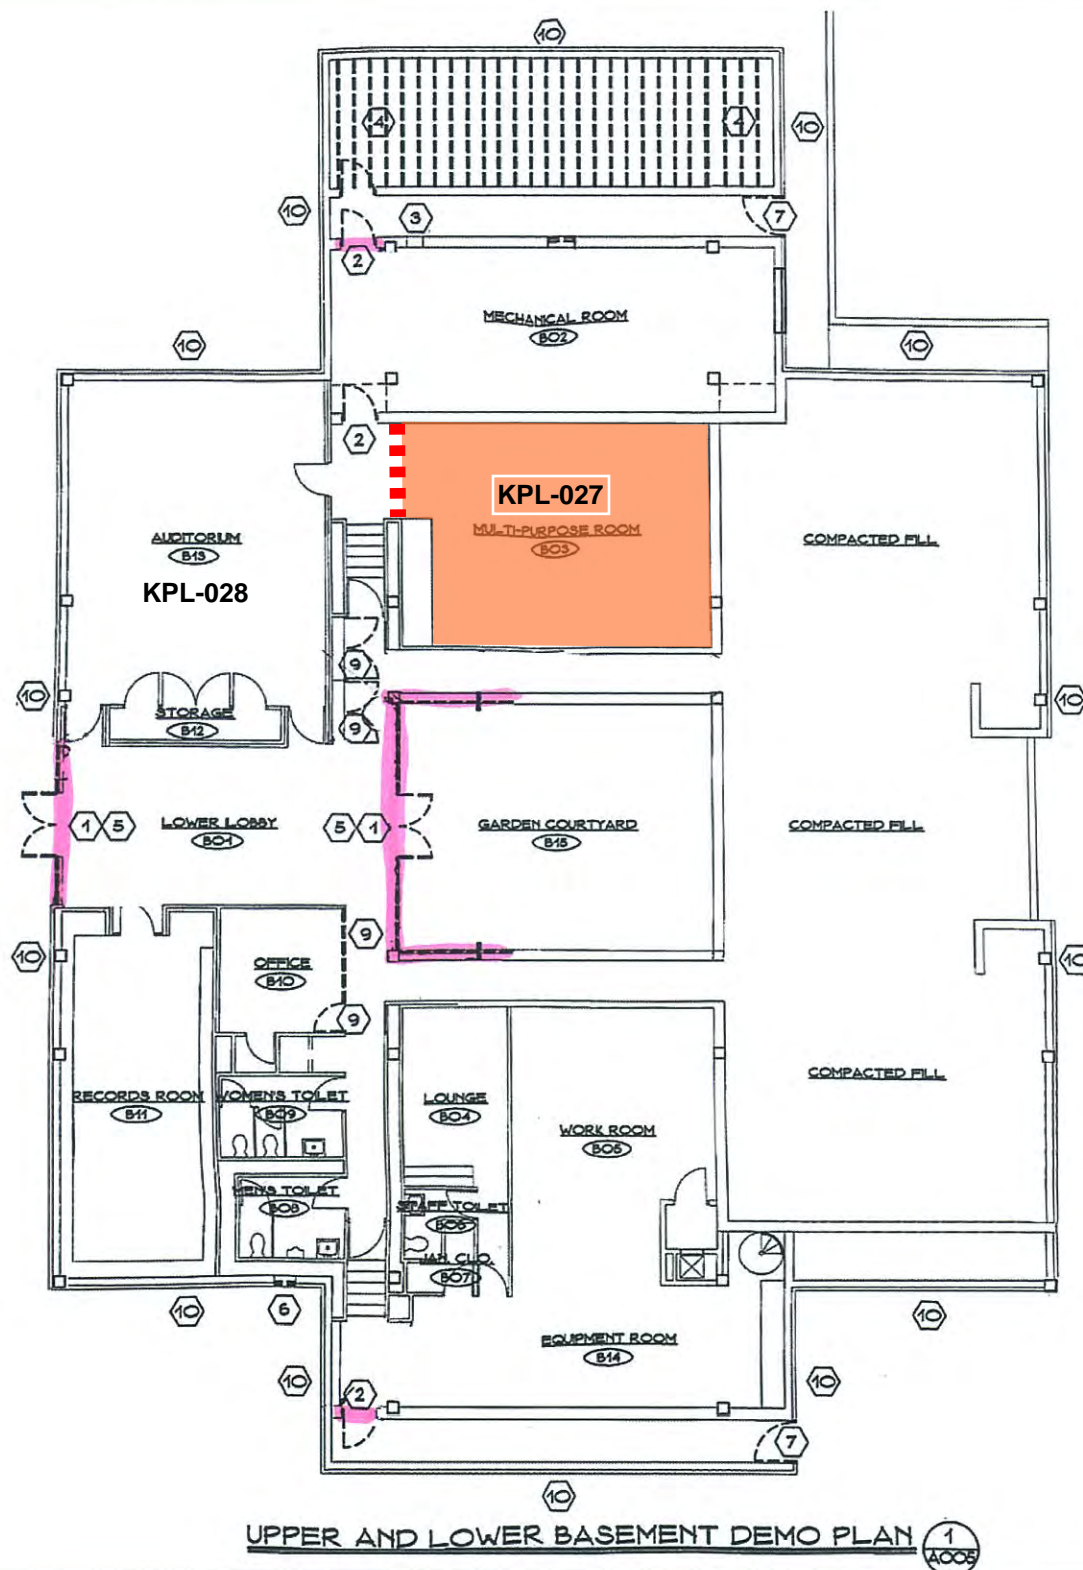 10
4
4
10
10
3
7
2
MECHANICAL ROOM
B02
10
10
2
KPL-027
MULTI-PURPOSE ROOM
B03
AUDITORIUM
B13
KPL-028
COMPACTED FILL
9
10
STORAGE
B12
9
10
1 5
LOWER LOBBY
B01
5 1
GARDEN COURTYARD
B15
COMPACTED FILL
10
9
OFFICE
B10
10
9
RECORDS ROOM
B11
WOMEN'S TOILET
B09
LOUNGE
B04
WORK ROOM
B05
COMPACTED FILL
MEN'S TOILET
B08
STAFF TOILET
B06
JAN. CLO.
B07
10
6
10
EQUIPMENT ROOM
B14
10
2
10
7
10
UPPER AND LOWER BASEMENT DEMO PLAN
1
A005